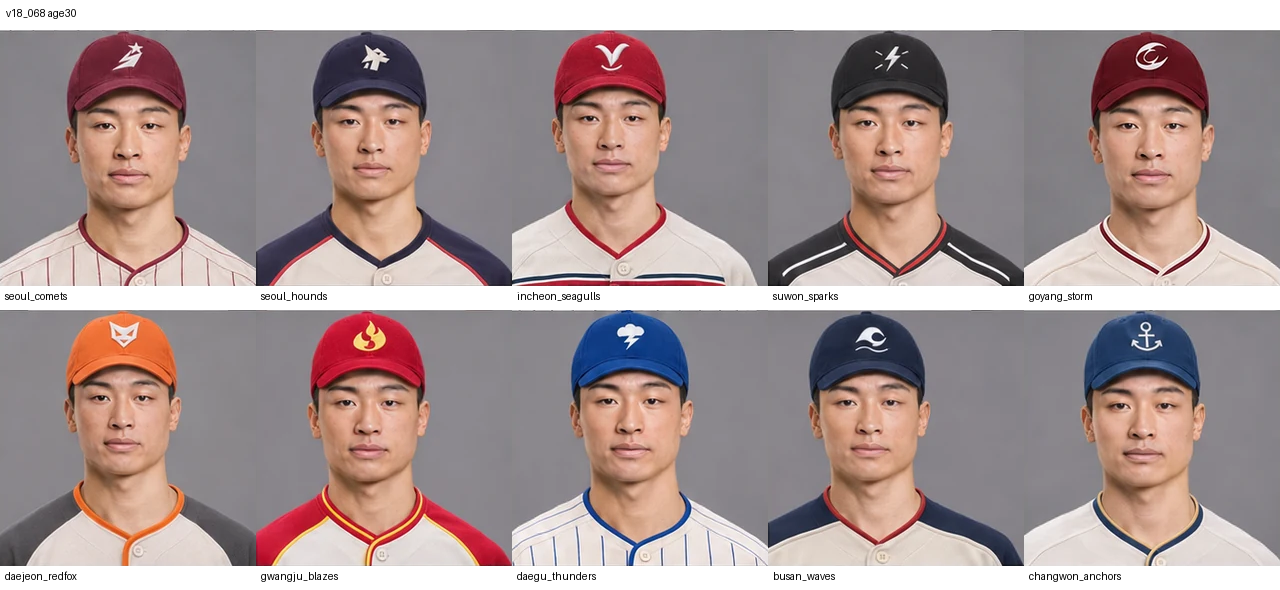 v18_068 age30
seoul_comets
seoul_hounds
incheon_seagulls
suwon_sparks
goyang_storm
daejeon_redfox
gwangju_blazes
daegu_thunders
busan_waves
changwon_anchors